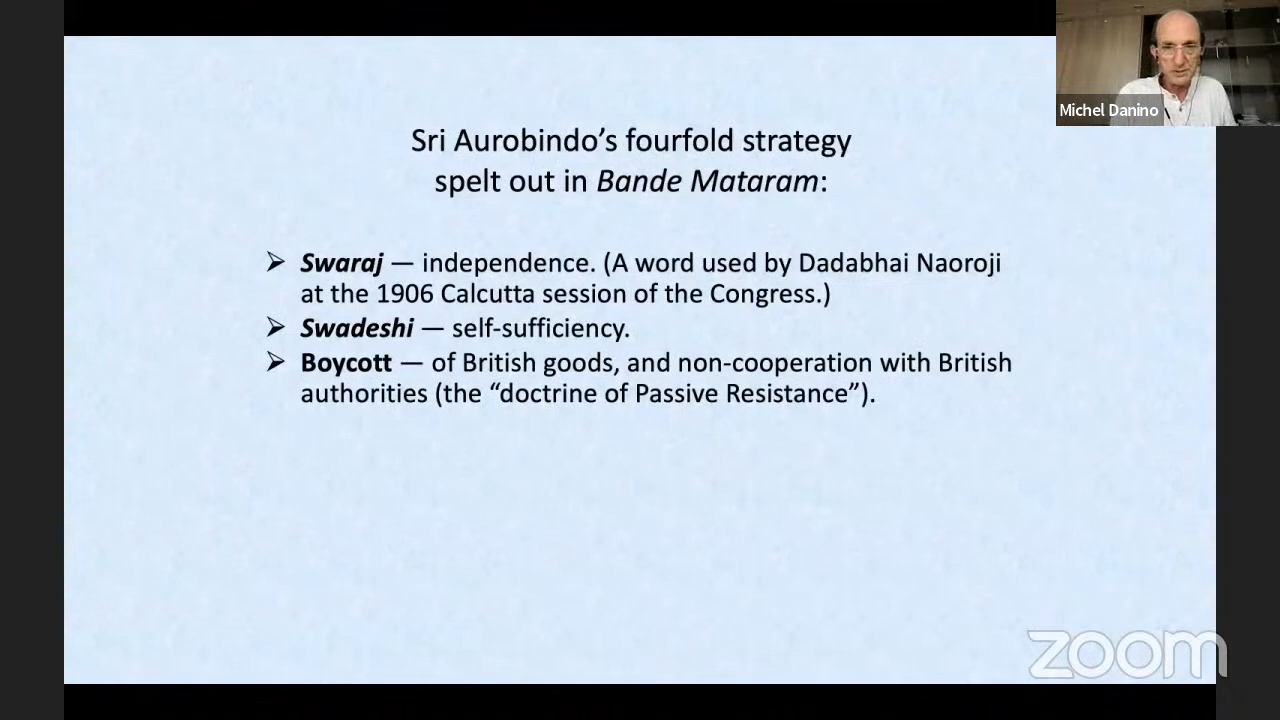 Michel Danino
Sri Aurobindo’s fourfold strategy
spelt out in Bande Mataram:
➢ Swaraj — independence. (A word used by Dadabhai Naoroji
at the 1906 Calcutta session of the Congress.)
➢ Swadeshi — self-sufficiency.
➢ Boycott — of British goods, and non-cooperation with British
authorities (the “doctrine of Passive Resistance”).
zoom